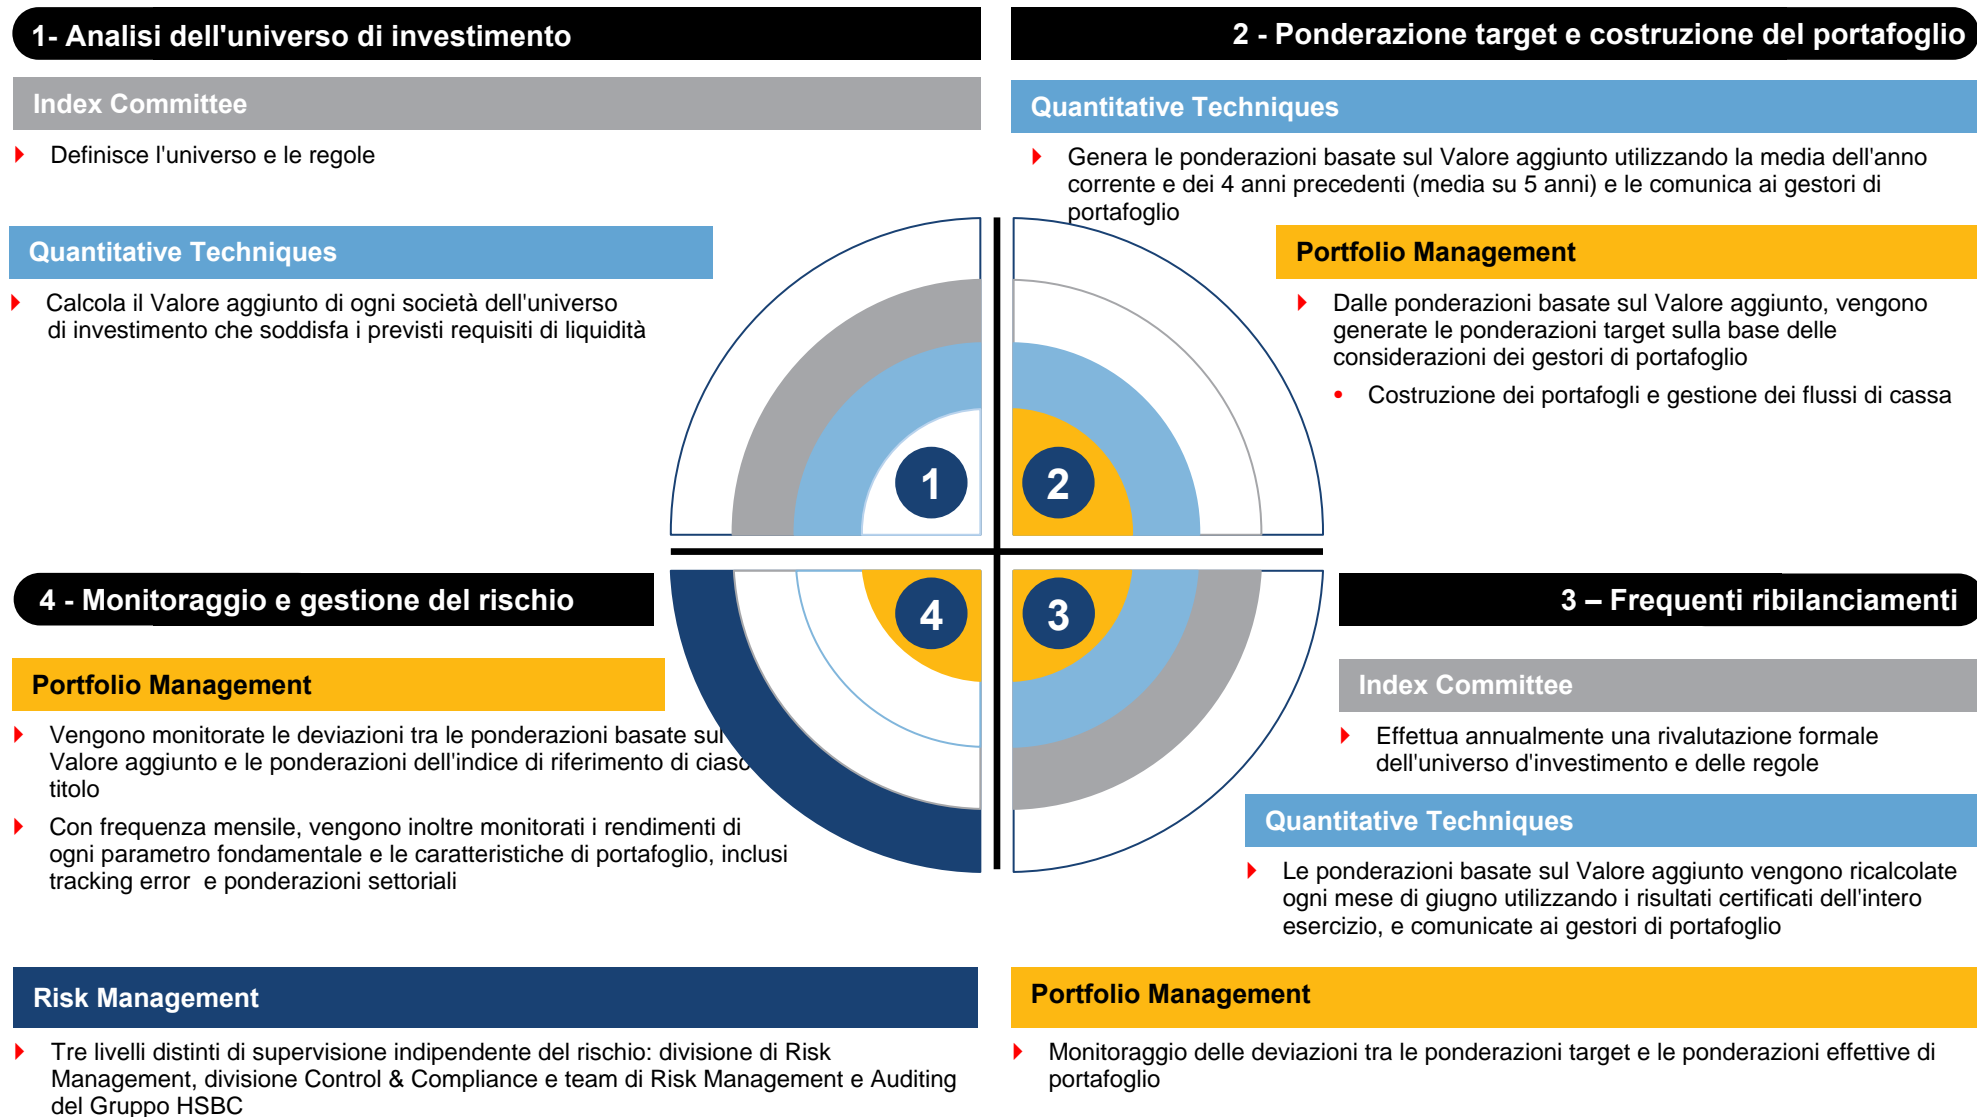 1- Analisi dell'universo di investimento
Index Committee
Definisce l'universo e le regole
Quantitative Techniques
Calcola il Valore aggiunto di ogni società dell'universo
di investimento che soddisfa i previsti requisiti di liquidità
2 - Ponderazione target e costruzione del portafoglio
Quantitative Techniques
Genera le ponderazioni basate sul Valore aggiunto utilizzando la media dell'anno
corrente e dei 4 anni precedenti (media su 5 anni) e le comunica ai gestori di
portafoglio
Portfolio Management
Dalle ponderazioni basate sul Valore aggiunto, vengono
generate le ponderazioni target sulla base delle
considerazioni dei gestori di portafoglio
• Costruzione dei portafogli e gestione dei flussi di cassa
1
2
4
3
4 - Monitoraggio e gestione del rischio
Portfolio Management
Vengono monitorate le deviazioni tra le ponderazioni basate sul
Valore aggiunto e le ponderazioni dell'indice di riferimento di
titolo
Con frequenza mensile, vengono inoltre monitorati i rendimenti di
ogni parametro fondamentale e le caratteristiche di portafoglio, inclusi
tracking error e ponderazioni settoriali
Risk Management
Tre livelli distinti di supervisione indipendente del rischio: divisione di Risk
Management, divisione Control & Compliance e team di Risk Management e Auditing
del Gruppo HSBC
3 – Frequenti ribilanciamenti
Index Committee
Effettua annualmente una rivalutazione formale
dell'universo d'investimento e delle regole
Quantitative Techniques
Le ponderazioni basate sul Valore aggiunto vengono ricalcolate
ogni mese di giugno utilizzando i risultati certificati dell'intero
esercizio, e comunicate ai gestori di portafoglio
Portfolio Management
Monitoraggio delle deviazioni tra le ponderazioni target e le ponderazioni effettive di
portafoglio